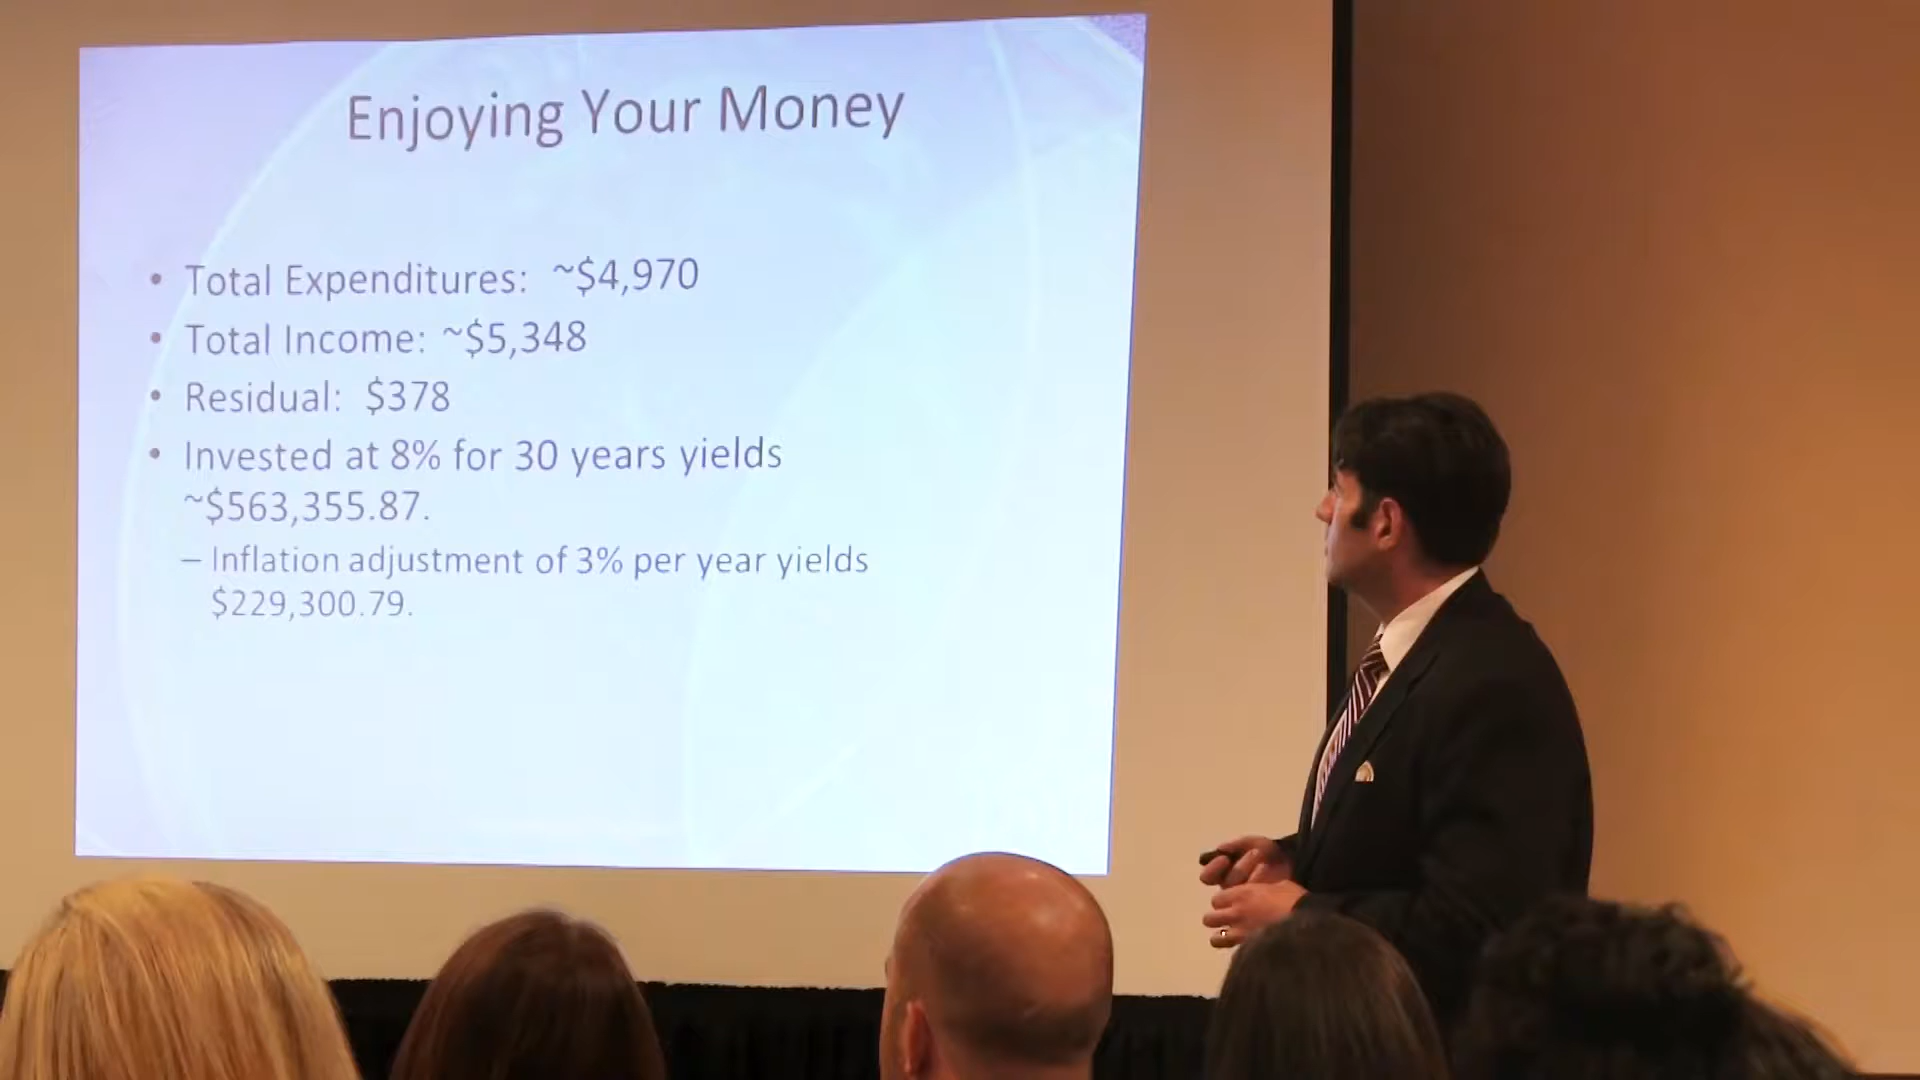 Enjoying Your Money
• Total Expenditures: ~$4,970
• Total Income: ~$5,348
• Residual: $378
• Invested at 8% for 30 years yields
~$563,355.87.
– Inflation adjustment of 3% per year yields
$229,300.79.